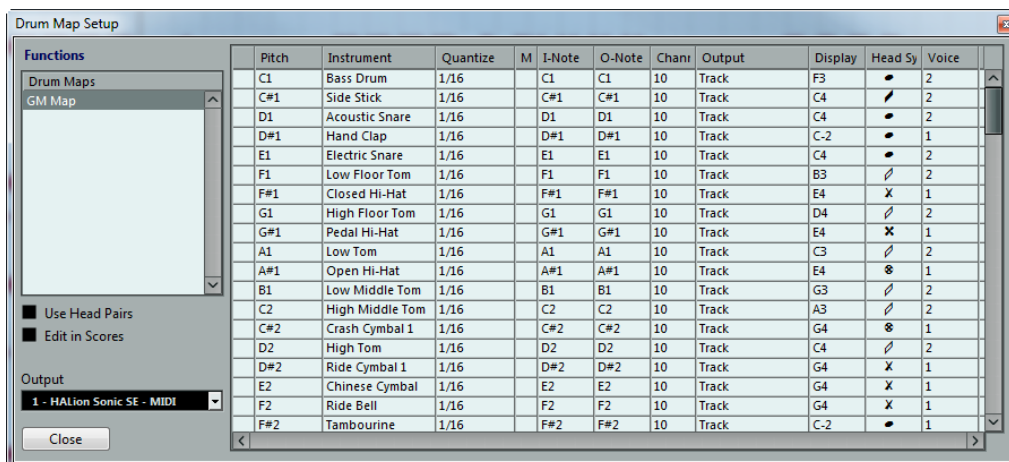 Drum Map Setup
Functions
Drum Maps
GM Map
Use Head Pairs
Edit in Scores
Output
1 - HALion Sonic SE - MIDI
Close
Pitch Instrument Quantize M I-Note O-Note Chann Output Display Head Sy Voice
C1 Bass Drum 1/16 C1 C1 10 Track F3 2
C#1 Side Stick 1/16 C#1 C#1 10 Track C4 2
D1 Acoustic Snare 1/16 D1 D1 10 Track C4 2
D#1 Hand Clap 1/16 D#1 D#1 10 Track C-2 1
E1 Electric Snare 1/16 E1 E1 10 Track C4 2
F1 Low Floor Tom 1/16 F1 F1 10 Track B3 2
F#1 Closed Hi-Hat 1/16 F#1 F#1 10 Track E4 1
G1 High Floor Tom 1/16 G1 G1 10 Track D4 2
G#1 Pedal Hi-Hat 1/16 G#1 G#1 10 Track E4 1
A1 Low Tom 1/16 A1 A1 10 Track C3 2
A#1 Open Hi-Hat 1/16 A#1 A#1 10 Track E4 1
B1 Low Middle Tom 1/16 B1 B1 10 Track G3 2
C2 High Middle Tom 1/16 C2 C2 10 Track A3 2
C#2 Crash Cymbal 1 1/16 C#2 C#2 10 Track G4 1
D2 High Tom 1/16 D2 D2 10 Track C4 2
D#2 Ride Cymbal 1 1/16 D#2 D#2 10 Track G4 1
E2 Chinese Cymbal 1/16 E2 E2 10 Track G4 1
F2 Ride Bell 1/16 F2 F2 10 Track G4 1
F#2 Tambourine 1/16 F#2 F#2 10 Track C-2 1